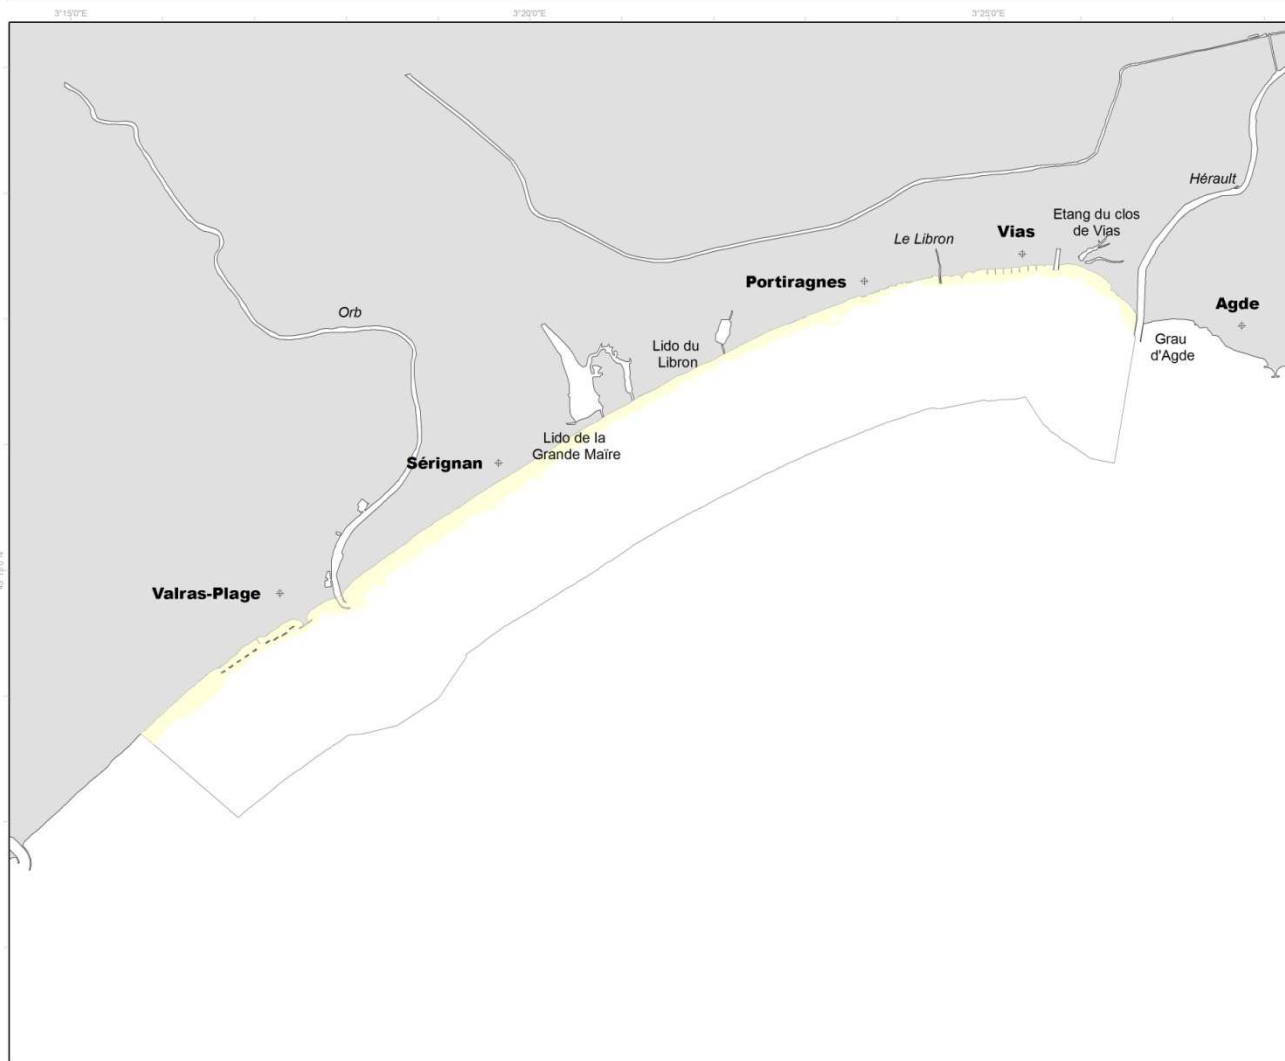 3°15'0"E
3°20'0"E
3°25'0"E
Hérault
Etang du clos
de Vias
Vias
Le Libron
Portiragnes
Agde
Orb
Grau
d'Agde
Lido du
Libron
Lido de la
Grande Maïre
Sérignan
Valras-Plage